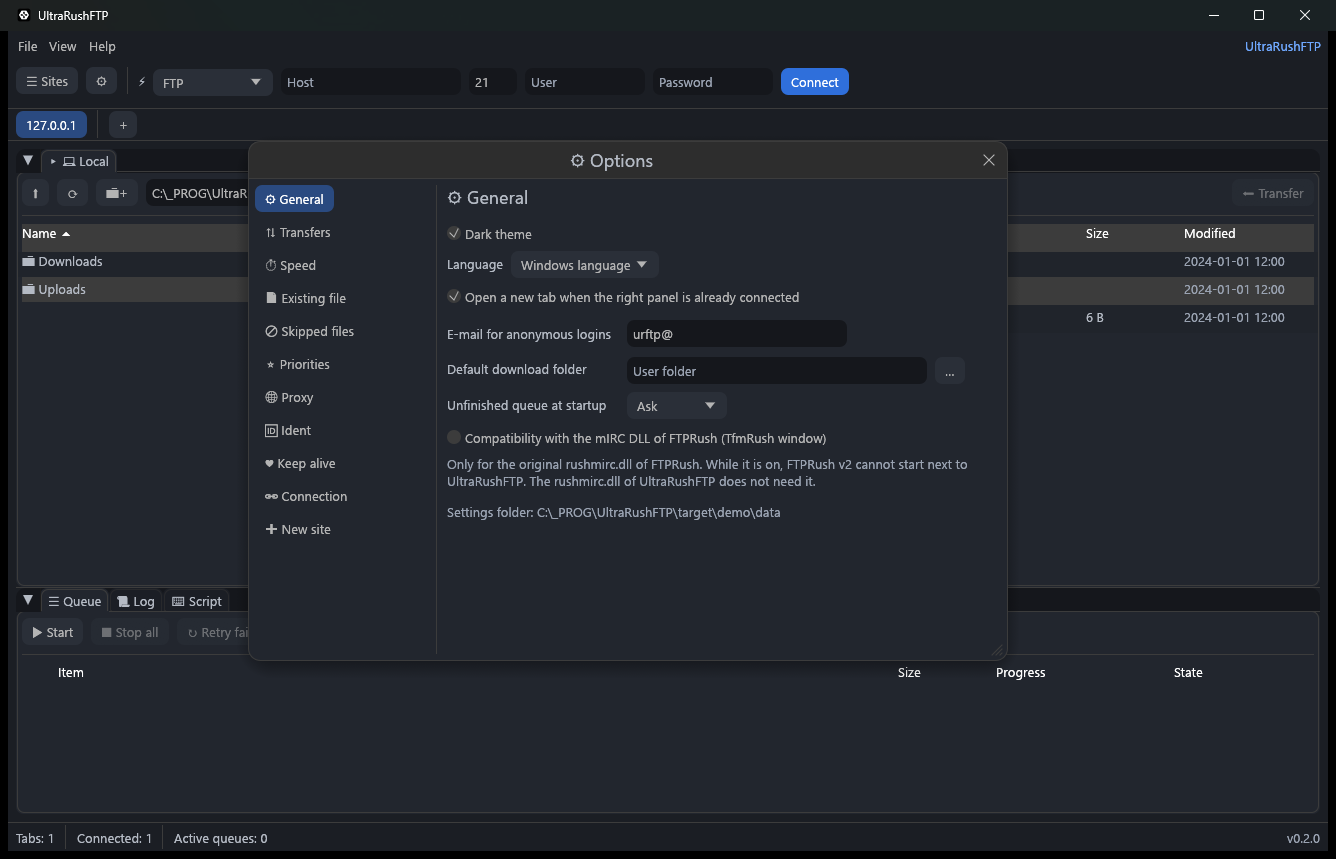 UltraRushFTP
File View Help UltraRushFTP
Sites FTP Host 21 User Password Connect
127.0.0.1 +
Local
C:\_PROG\UltraR
Transfer
Name Size Modified
Downloads 2024-01-01 12:00
Uploads 2024-01-01 12:00
6 B 2024-01-01 12:00
Options
General
Transfers
Speed
Existing file
Skipped files
Priorities
Proxy
Ident
Keep alive
Connection
New site
General
Dark theme
Language Windows language
Open a new tab when the right panel is already connected
E-mail for anonymous logins urftp@
Default download folder User folder ...
Unfinished queue at startup Ask
Compatibility with the mIRC DLL of FTPRush (TfmRush window)
Only for the original rushmirc.dll of FTPRush. While it is on, FTPRush v2 cannot start next to
UltraRushFTP. The rushmirc.dll of UltraRushFTP does not need it.
Settings folder: C:\_PROG\UltraRushFTP\target\demo\data
Queue Log Script
Start Stop all Retry fai
Item Size Progress State
Tabs: 1 Connected: 1 Active queues: 0 v0.2.0